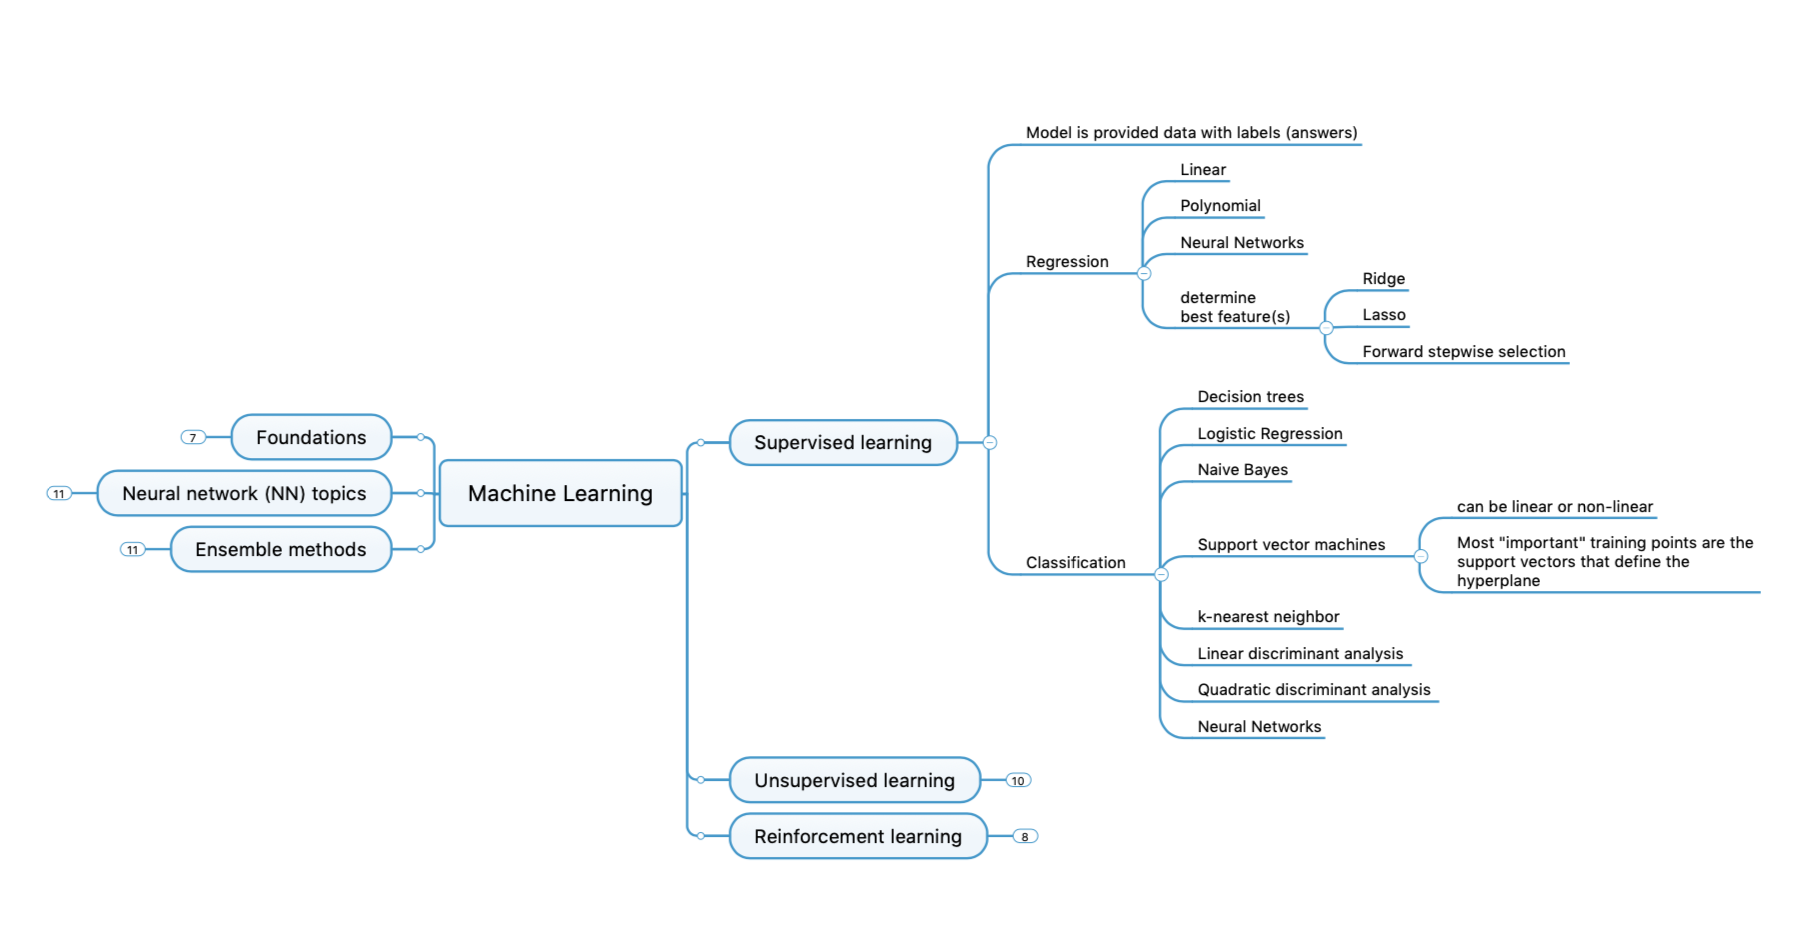 Machine Learning
Foundations
7
Neural network (NN) topics
11
Ensemble methods
11
Supervised learning
Model is provided data with labels (answers)
Regression
Linear
Polynomial
Neural Networks
determine
best feature(s)
Ridge
Lasso
Forward stepwise selection
Classification
Decision trees
Logistic Regression
Naive Bayes
Support vector machines
can be linear or non-linear
Most "important" training points are the
support vectors that define the
hyperplane
k-nearest neighbor
Linear discriminant analysis
Quadratic discriminant analysis
Neural Networks
Unsupervised learning
10
Reinforcement learning
8